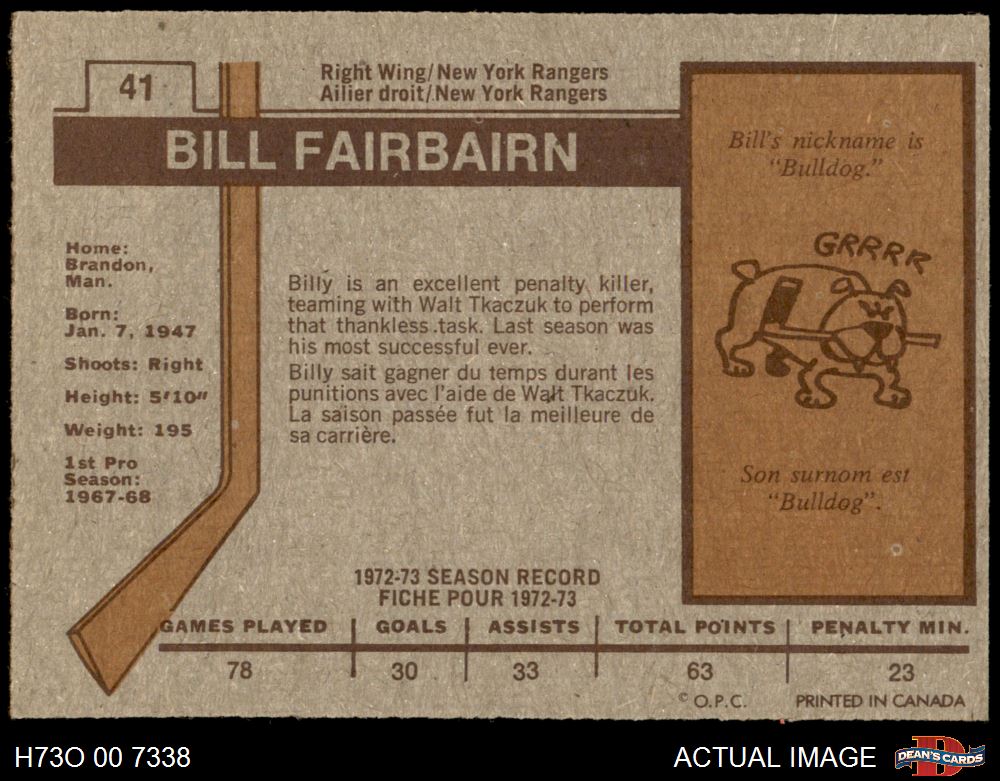 41
Right Wing/New York Rangers
Ailier droit/New York Rangers
BILL FAIRBAIRN
Home:
Brandon,
Man.
Born:
Jan. 7, 1947
Shoots: Right
Height: 5'10"
Weight: 195
1st Pro
Season:
1967-68
Billy is an excellent penalty killer,
teaming with Walt Tkaczuk to perform
that thankless task. Last season was
his most successful ever.
Billy sait gagner du temps durant les
punitions avec l'aide de Walt Tkaczuk.
La saison passée fut la meilleure de
sa carrière.
Bill's nickname is
"Bulldog."
GRRRR
Son surnom est
"Bulldog".
1972-73 SEASON RECORD
FICHE POUR 1972-73
GAMES PLAYED GOALS ASSISTS TOTAL POINTS PENALTY MIN.
78 30 33 63 23
© O.P.C. PRINTED IN CANADA
H73O 00 7338
ACTUAL IMAGE
D
DEAN'S CARDS